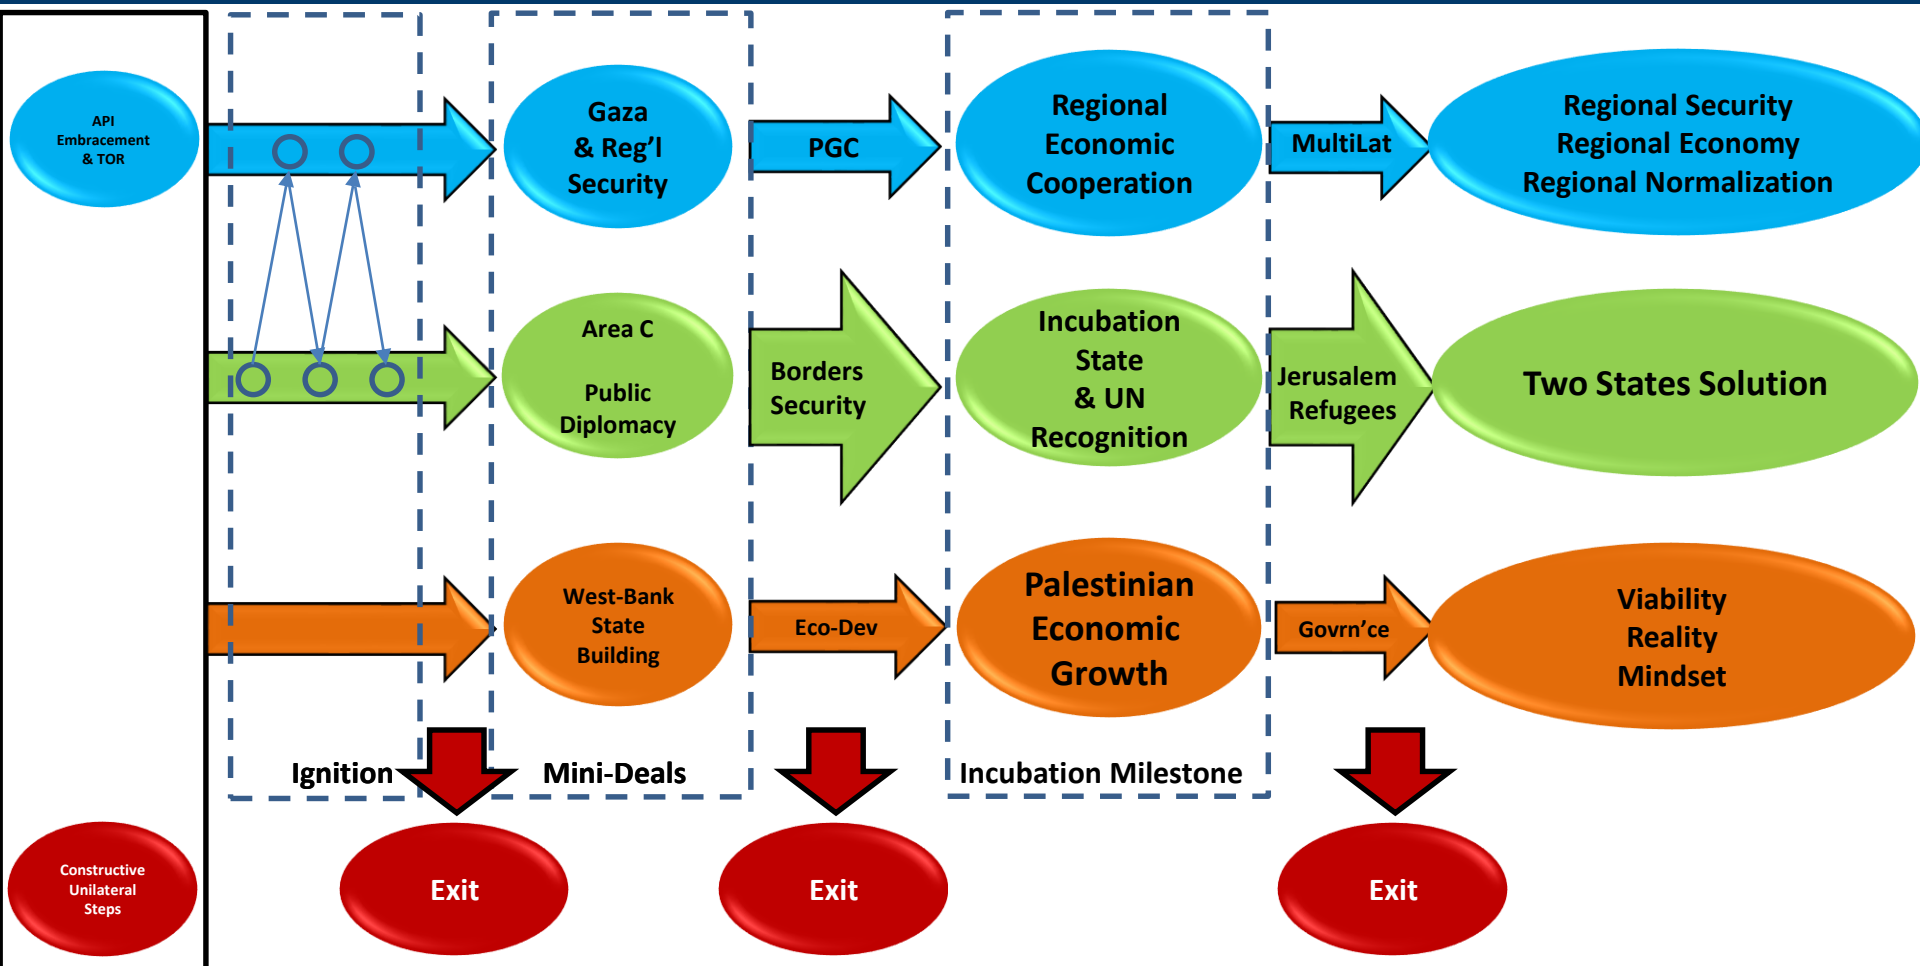 API
Embracement
& TOR
Gaza
& Reg'l
Security
PGC
Regional
Economic
Cooperation
MultiLat
Regional Security
Regional Economy
Regional Normalization
Area C
Public
Diplomacy
Borders
Security
Incubation
State
& UN
Recognition
Jerusalem
Refugees
Two States Solution
West-Bank
State
Building
Eco-Dev
Palestinian
Economic
Growth
Govrn'ce
Viability
Reality
Mindset
Ignition
Mini-Deals
Incubation Milestone
Constructive
Unilateral
Steps
Exit
Exit
Exit